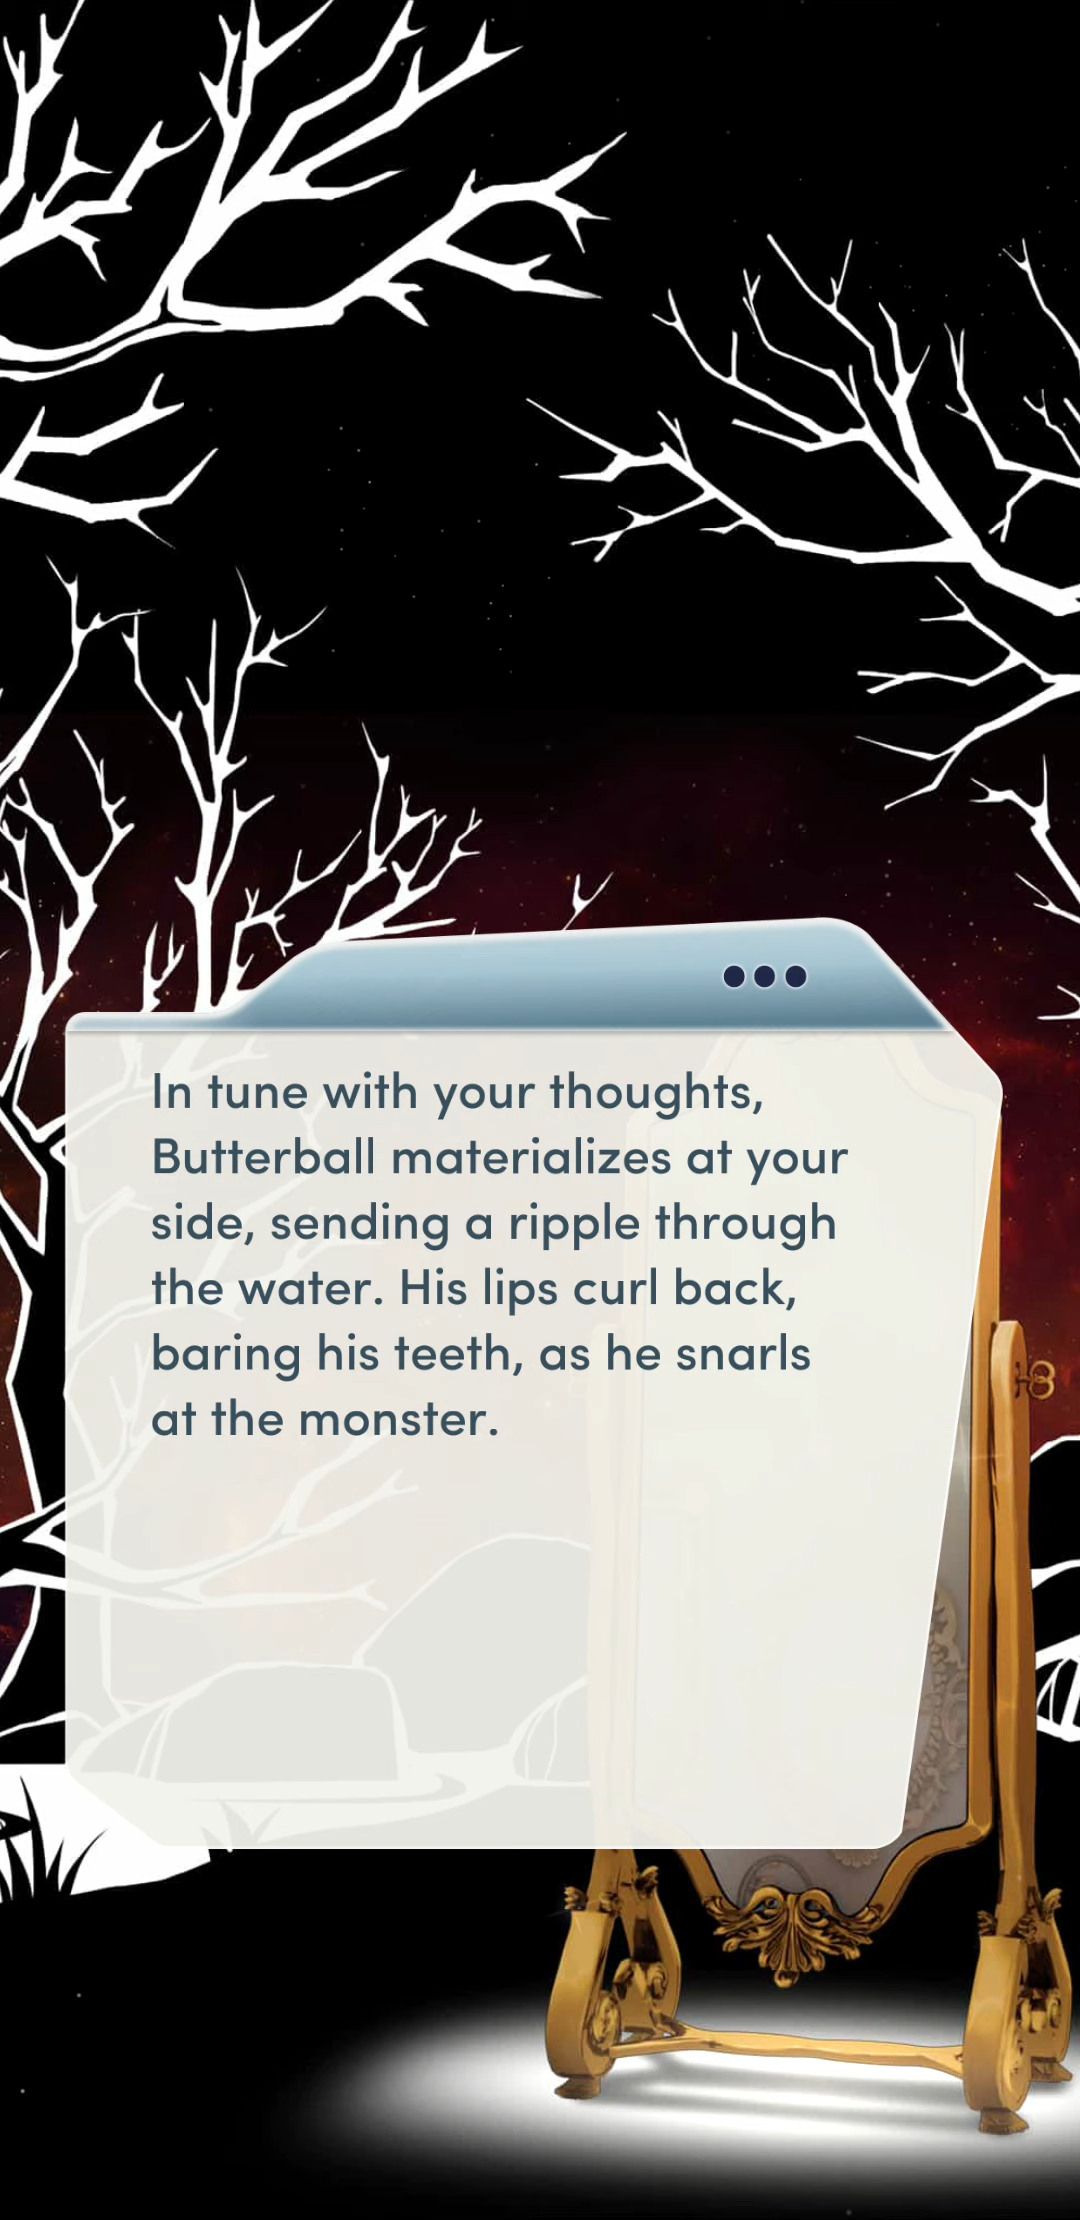 In tune with your thoughts,
Butterball materializes at your
side, sending a ripple through
the water. His lips curl back,
baring his teeth, as he snarls
at the monster.